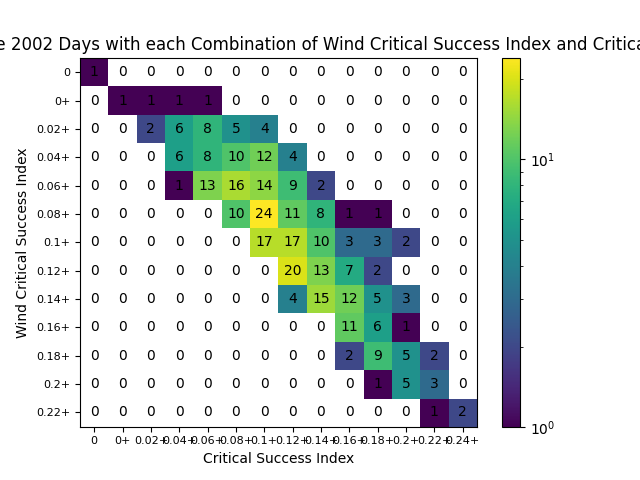 e 2002 Days with each Combination of Wind Critical Success Index and Critica
Wind Critical Success Index
0 1 0 0 0 0 0 0 0 0 0 0 0 0 0
0+ 0 1 1 1 1 0 0 0 0 0 0 0 0 0
0.02+ 0 0 2 6 8 5 4 0 0 0 0 0 0 0
0.04+ 0 0 0 6 8 10 12 4 0 0 0 0 0 0
0.06+ 0 0 0 1 13 16 14 9 2 0 0 0 0 0
0.08+ 0 0 0 0 0 10 24 11 8 1 1 0 0 0
0.1+ 0 0 0 0 0 0 17 17 10 3 3 2 0 0
0.12+ 0 0 0 0 0 0 0 20 13 7 2 0 0 0
0.14+ 0 0 0 0 0 0 0 4 15 12 5 3 0 0
0.16+ 0 0 0 0 0 0 0 0 0 11 6 1 0 0
0.18+ 0 0 0 0 0 0 0 0 0 2 9 5 2 0
0.2+ 0 0 0 0 0 0 0 0 0 0 1 5 3 0
0.22+ 0 0 0 0 0 0 0 0 0 0 0 0 1 2
0 0+ 0.02+ 0.04+ 0.06+ 0.08+ 0.1+ 0.12+ 0.14+ 0.16+ 0.18+ 0.2+ 0.22+ 0.24+
Critical Success Index
10¹
10⁰